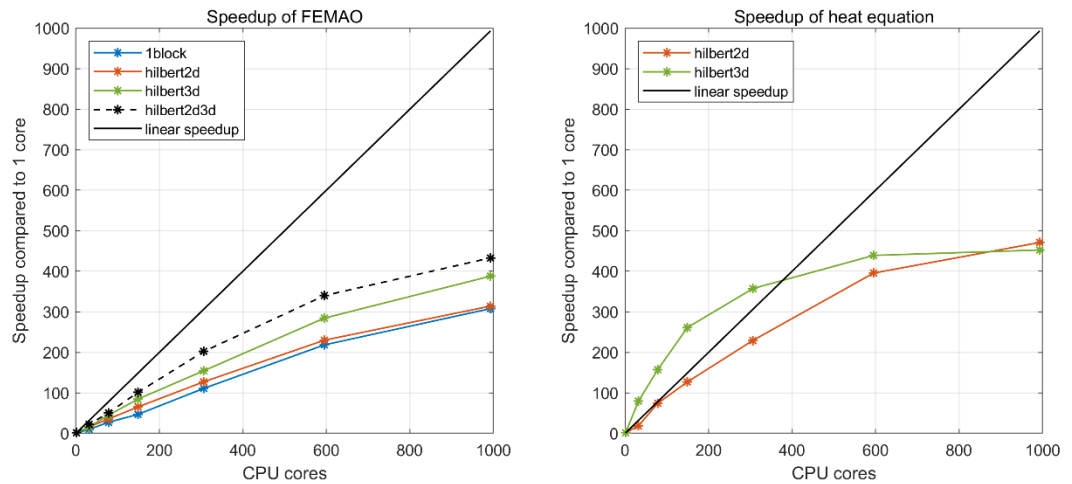 Speedup of FEMAO
1000
900
800
700
600
500
400
300
200
100
0
Speedup compared to 1 core
1block
hilbert2d
hilbert3d
hilbert2d3d
linear speedup
0 200 400 600 800 1000
CPU cores
Speedup of heat equation
1000
900
800
700
600
500
400
300
200
100
0
Speedup compared to 1 core
hilbert2d
hilbert3d
linear speedup
0 200 400 600 800 1000
CPU cores